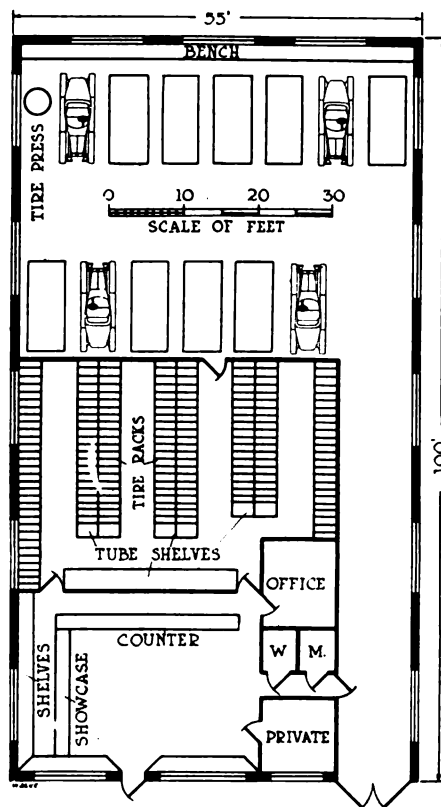 55'
BENCH
TIRE PRESS
0 10 20 30
SCALE OF FEET
100'
TIRE RACKS
TUBE SHELVES
OFFICE
COUNTER
W M.
SHELVES
SHOWCASE
PRIVATE